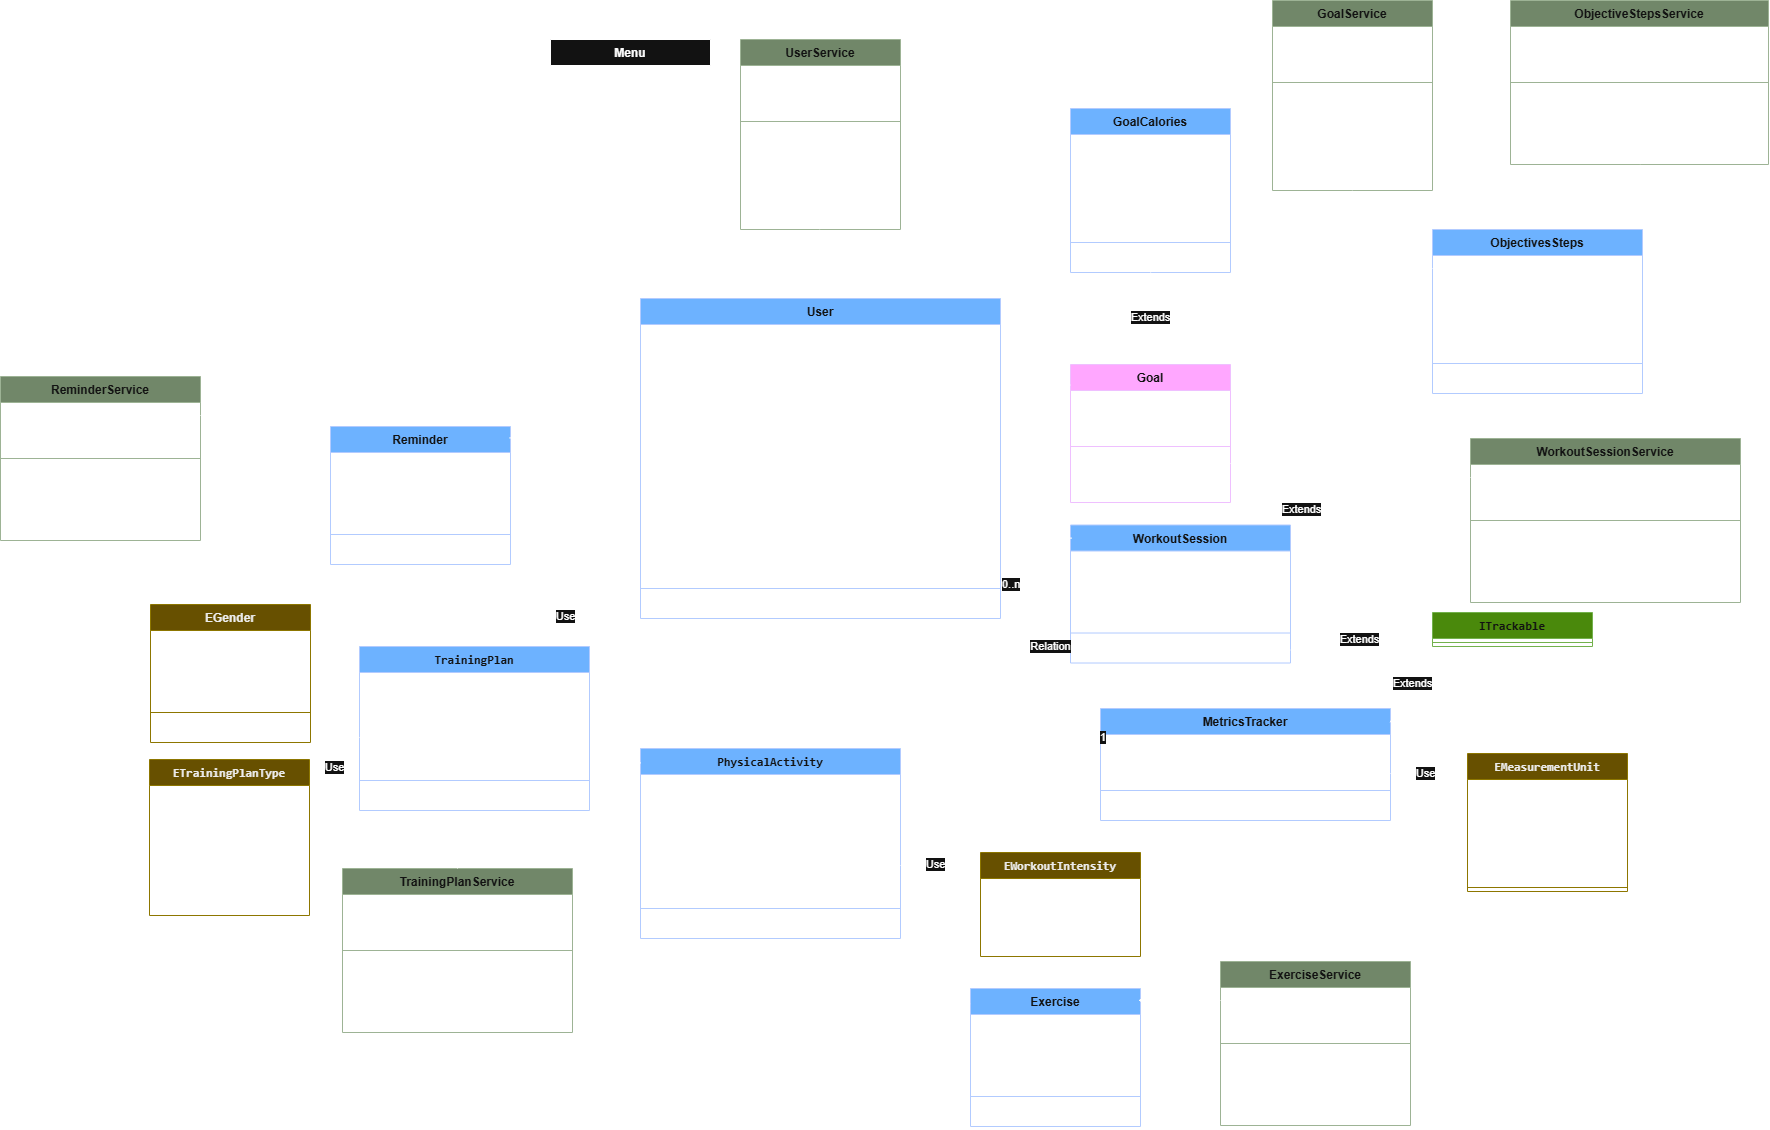 GoalService
ObjectiveStepsService
Menu
UserService
GoalCalories
ObjectivesSteps
User
Extends
Goal
ReminderService
Reminder
WorkoutSessionService
Extends
WorkoutSession
0..n
EGender
Use
ITrackable
Extends
Relation
TrainingPlan
Extends
MetricsTracker
1
PhysicalActivity
ETrainingPlanType
Use
Use
EMeasurementUnit
Use
EWorkoutIntensity
TrainingPlanService
ExerciseService
Exercise